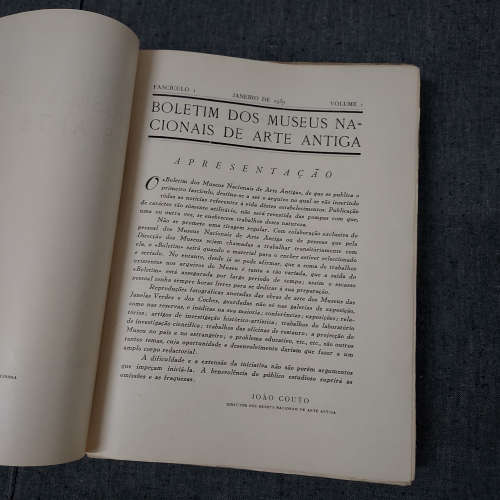 FASCÍCULO 1 JANEIRO DE 1939 VOLUME 1
BOLETIM DOS MUSEUS NA-
CIONAIS DE ARTE ANTIGA
APRESENTAÇÃO
O «Boletim dos Museus Nacionais de Arte Antiga», de que se publica o
primeiro fascículo, destina-se a ser o arquivo no qual se vão inserindo
tôdas as notícias referentes à vida dêstes estabelecimentos. Publicação
de carácter tão sòmente utilitário, não será revestida das pompas com que,
uma ou outra vez, se enobrecem trabalhos desta natureza.
Não se promete uma tiragem regular. Com colaboração exclusiva do
pessoal dos Museus Nacionais de Arte Antiga ou de pessoas que pela
Direcção dos Museus sejam chamadas a trabalhar transitòriamente com
ela, o «Boletim» sairá quando o material para o encher estiver seleccionado
e seriado. No entanto, desde já se pode afirmar, que a soma de trabalhos
existentes nos arquivos do Museu é tanta e tão variada, que a saída do
«Boletim» está assegurada por largo período de tempo; assim o escasso
pessoal tenha sempre horas livres para se dedicar à sua preparação.
Reproduções fotográficas anotadas das obras de arte dos Museus das
Janelas Verdes e dos Coches, guardadas não só nas galerias de exposição,
como nas reservas, e inéditas na sua maioria; conferências; exposições; rela-
tórios; artigos de investigação histórico-artística; trabalhos do laboratório
de investigação científica; trabalhos das oficinas de restauro; a projecção do
Museu no país e no estrangeiro; o problema educativo, etc., etc., são outros
tantos temas, cuja oportunidade e desenvolvimento dariam que fazer a um
amplo corpo redactorial.
A dificuldade e a extensão da iniciativa não são porém argumentos
que impeçam iniciá-la. A benevolência do público estudioso suprirá as
omissões e as fraquezas.
JOÃO COUTO
DIRECTOR DOS MUSEUS NACIONAIS DE ARTE ANTIGA